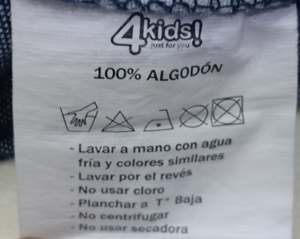 4kids!
just for you
100% ALGODÓN
- Lavar a mano con agua
fría y colores similares
- Lavar por el revés
- No usar cloro
- Planchar a T° Baja
- No centrifugar
- No usar secadora